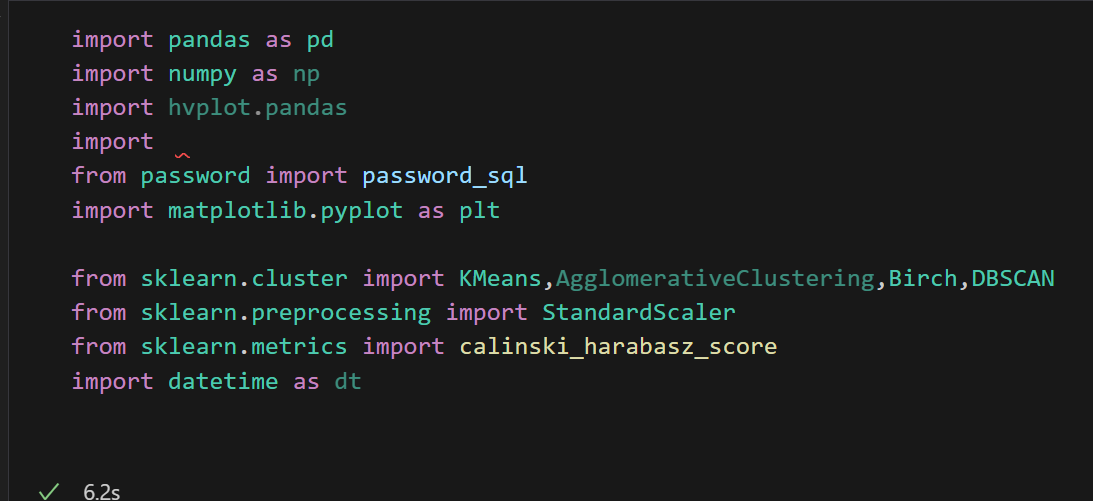 import pandas as pd
import numpy as np
import hvplot.pandas
import
from password import password_sql
import matplotlib.pyplot as plt
from sklearn.cluster import KMeans,AgglomerativeClustering,Birch,DBSCAN
from sklearn.preprocessing import StandardScaler
from sklearn.metrics import calinski_harabasz_score
import datetime as dt
6.2s